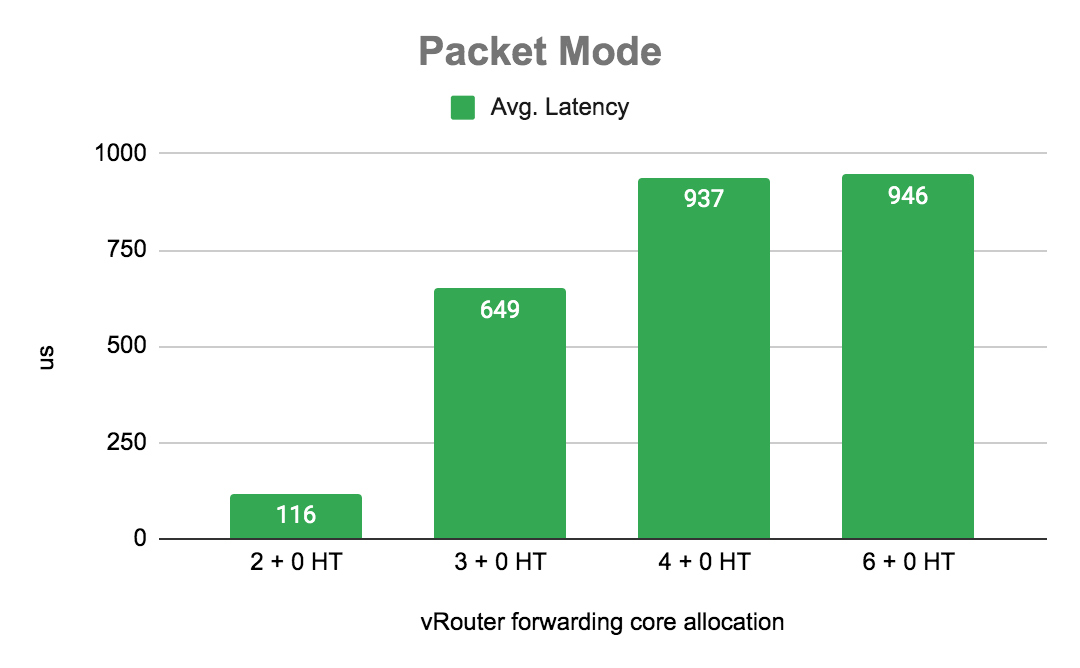 Packet Mode
Avg. Latency
1000
750
500
250
0
us
937
946
649
116
2 + 0 HT
3 + 0 HT
4 + 0 HT
6 + 0 HT
vRouter forwarding core allocation